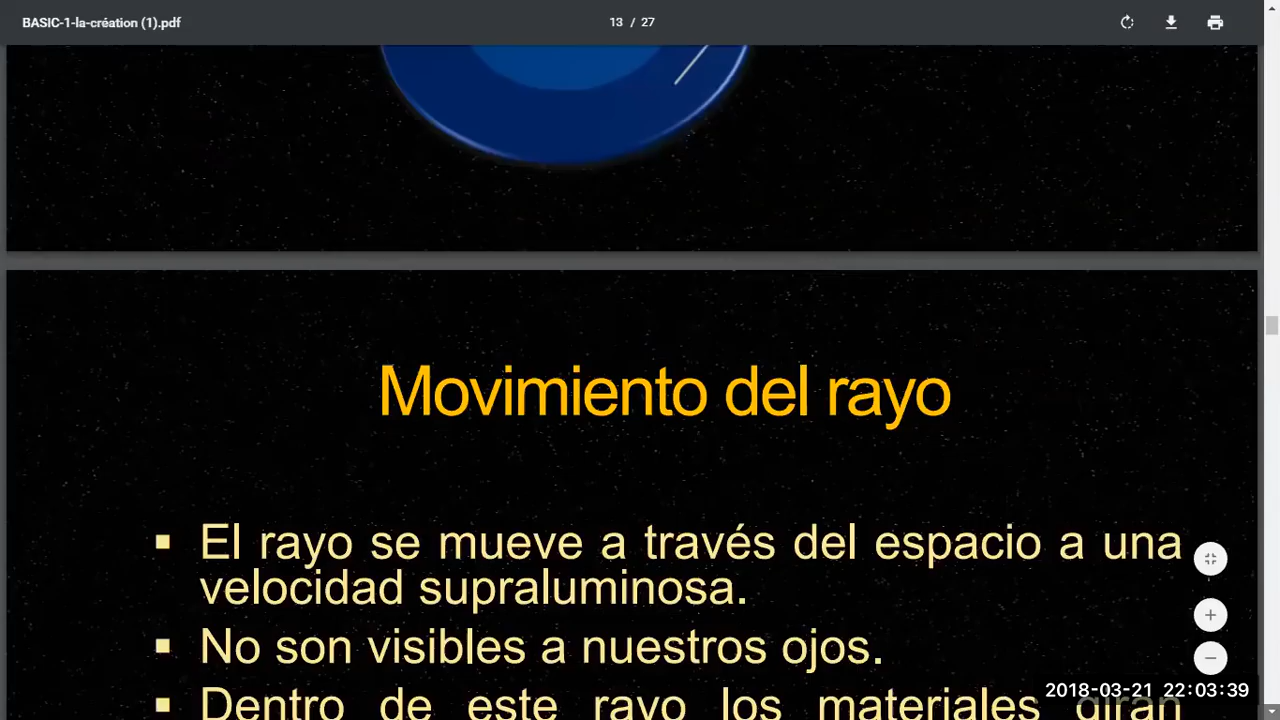 BASIC-1-la-création (1).pdf
13 / 27
Movimiento del rayo
▪ El rayo se mueve a través del espacio a una
velocidad supraluminosa.
▪ No son visibles a nuestros ojos.
▪ Dentro de este rayo los materiales giran
2018-03-21 22:03:39